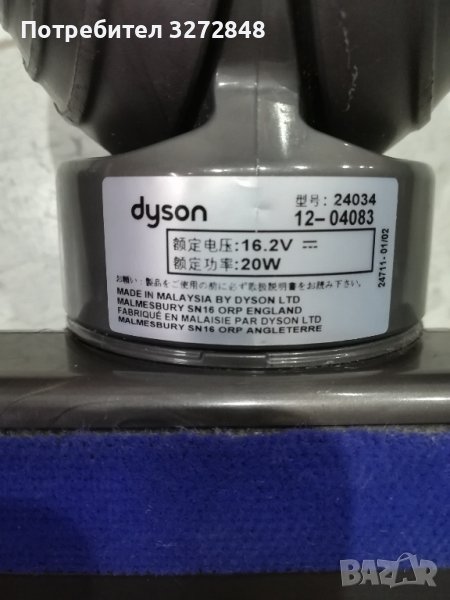 Потребител 3272848
dyson
型号: 24034
12-04083
额定电压:16.2V ⎓
额定功率:20W
24711-01/02
お願い:製品をご使用の前に必ず取扱説明書をお読み下さい。
MADE IN MALAYSIA BY DYSON LTD
MALMESBURY SN16 ORP ENGLAND
FABRIQUÉ EN MALAISIE PAR DYSON LTD
MALMESBURY SN16 ORP ANGLETERRE
BAZAR